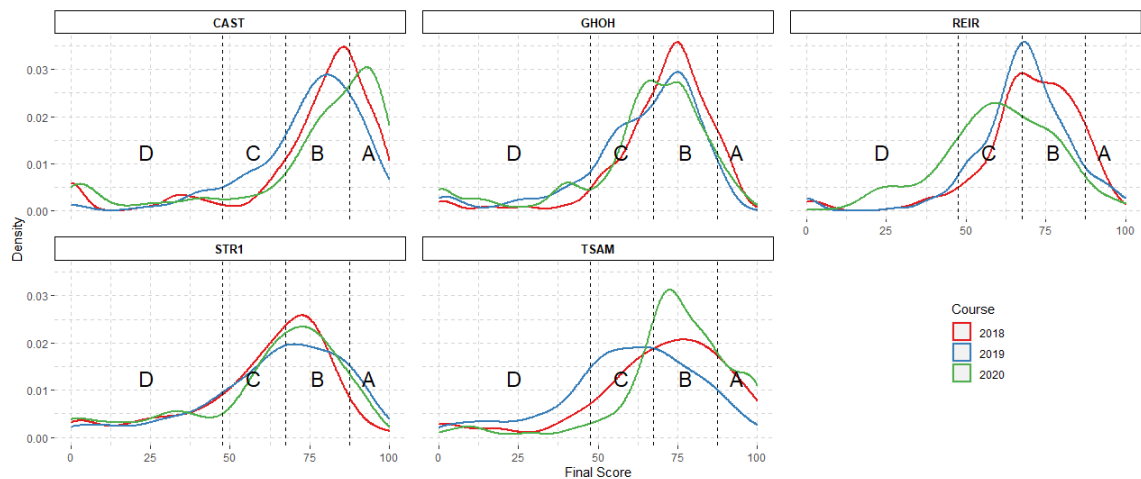 CAST GHOH REIR
0.03
0.02
0.01
0.00
D C B A
D C B A
D C B A
0 25 50 75 100
Density
STR1 TSAM
0.03
0.02
0.01
0.00
D C B A
D C B A
0 25 50 75 100
0 25 50 75 100
Final Score
Course
2018
2019
2020